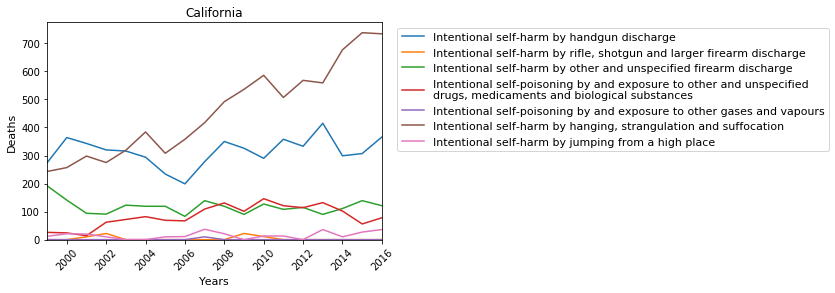 California
700
600
500
400
300
200
100
0
Deaths
2000
2002
2004
2006
2008
2010
2012
2014
2016
Years
Intentional self-harm by handgun discharge
Intentional self-harm by rifle, shotgun and larger firearm discharge
Intentional self-harm by other and unspecified firearm discharge
Intentional self-poisoning by and exposure to other and unspecified
drugs, medicaments and biological substances
Intentional self-poisoning by and exposure to other gases and vapours
Intentional self-harm by hanging, strangulation and suffocation
Intentional self-harm by jumping from a high place